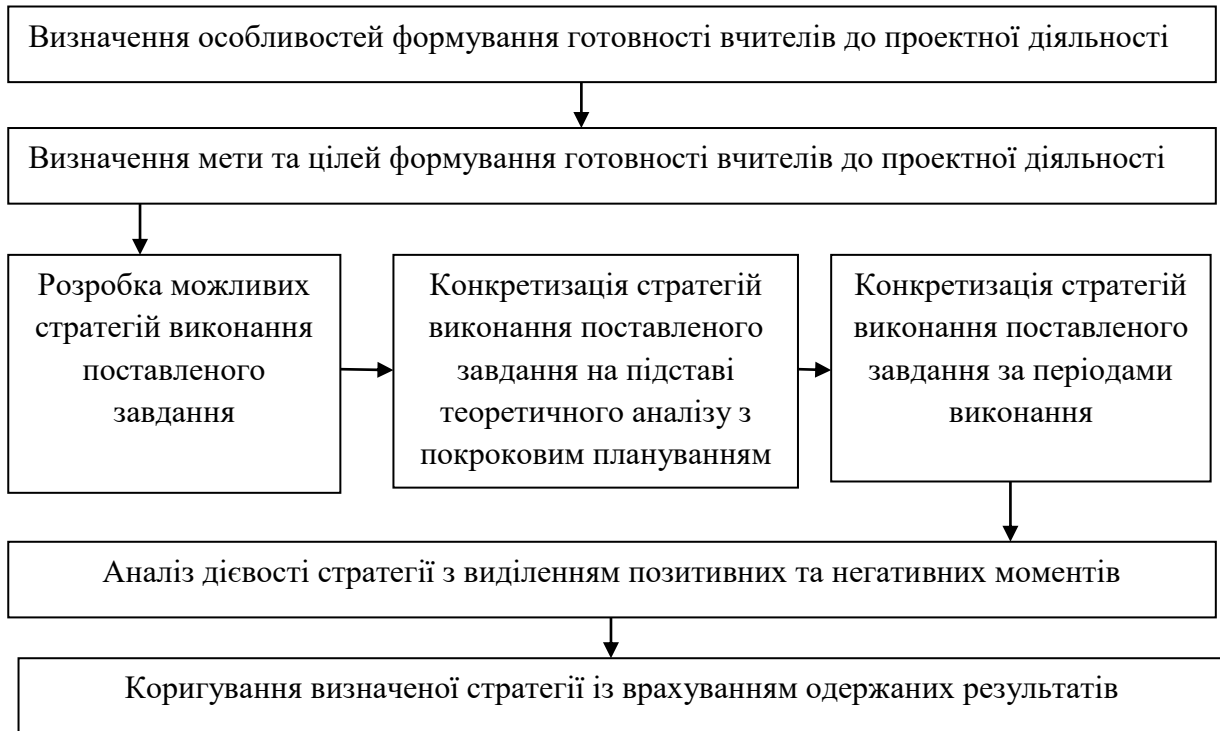 Визначення особливостей формування готовності вчителів до проектної діяльності
Визначення мети та цілей формування готовності вчителів до проектної діяльності
Розробка можливих
стратегій виконання
поставленого
завдання
Конкретизація стратегій
виконання поставленого
завдання на підставі
теоретичного аналізу з
покроковим плануванням
Конкретизація стратегій
виконання поставленого
завдання за періодами
виконання
Аналіз дієвості стратегії з виділенням позитивних та негативних моментів
Коригування визначеної стратегії із врахуванням одержаних результатів